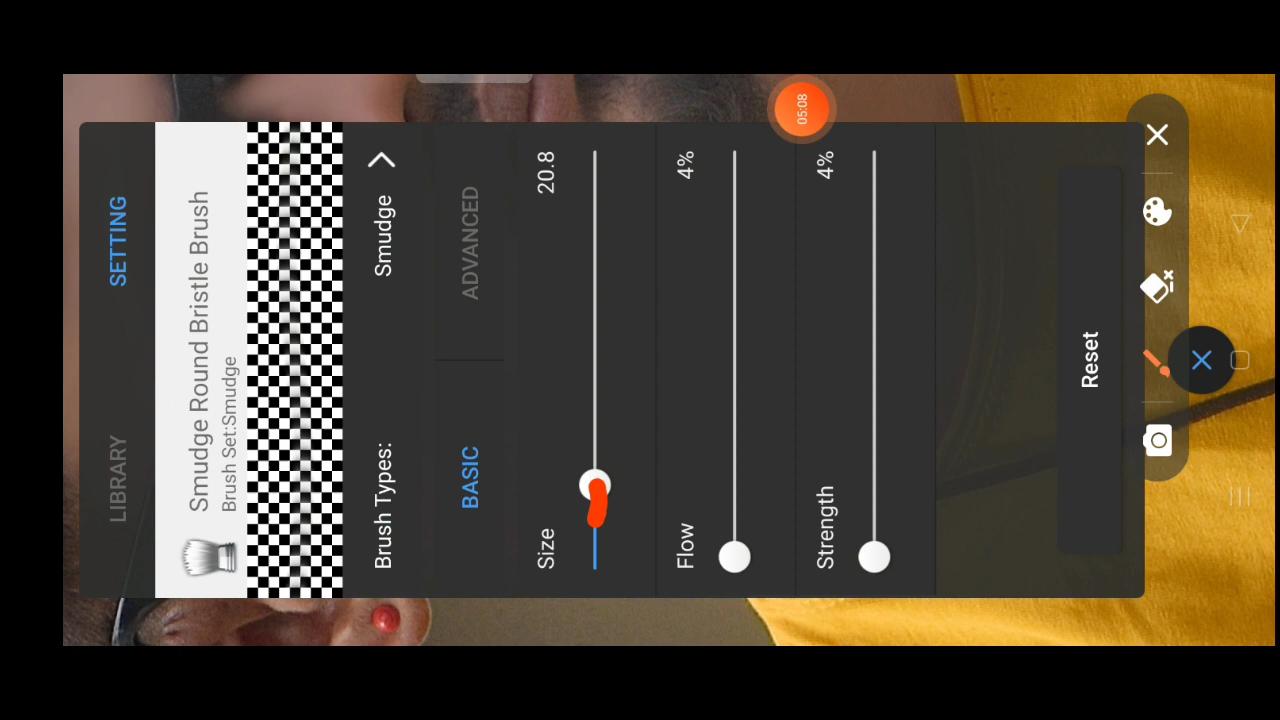 LIBRARY SETTING
Smudge Round Bristle Brush
Brush Set:Smudge
Brush Types: Smudge
BASIC ADVANCED
Size 20.8
Flow 4%
Strength 4%
Reset
05:08